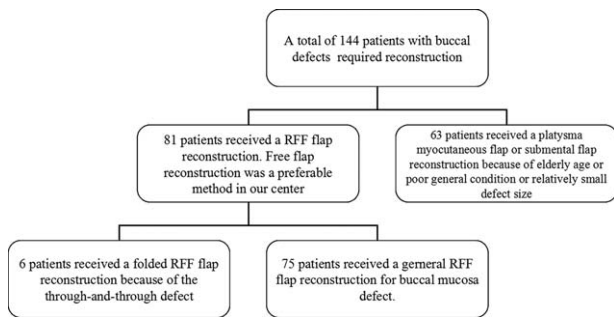 A total of 144 patients with buccal
defects required reconstruction
81 patients received a RFF flap
reconstruction. Free flap
reconstruction was a preferable
method in our center
63 patients received a platysma
myocutaneous flap or submental flap
reconstruction because of elderly age or
poor general condition or relatively small
defect size
6 patients received a folded RFF flap
reconstruction because of the
through-and-through defect
75 patients received a gerneral RFF
flap reconstruction for buccal mucosa
defect.